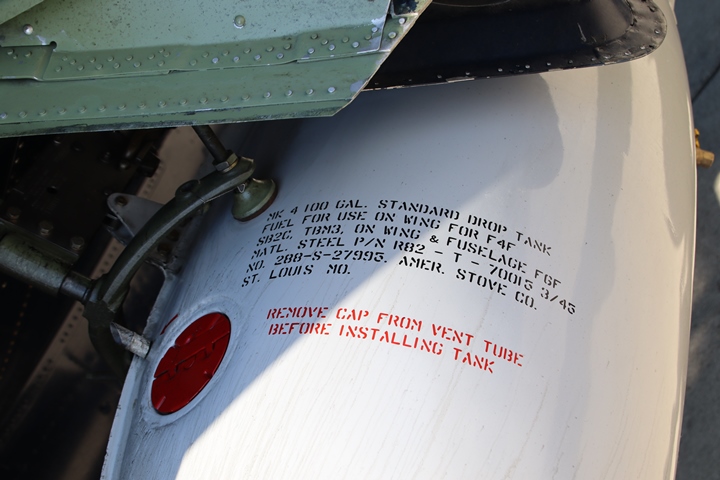 MK 4 100 GAL. STANDARD DROP TANK
FUEL FOR USE ON WING FOR F4F
SB2C, TBM3, ON WING & FUSELAGE FGF
MATL. STEEL P/N R82 - T - 70015 3/45
NO. 288-S-27995. AMER. STOVE CO.
ST. LOUIS MO.
REMOVE CAP FROM VENT TUBE
BEFORE INSTALLING TANK